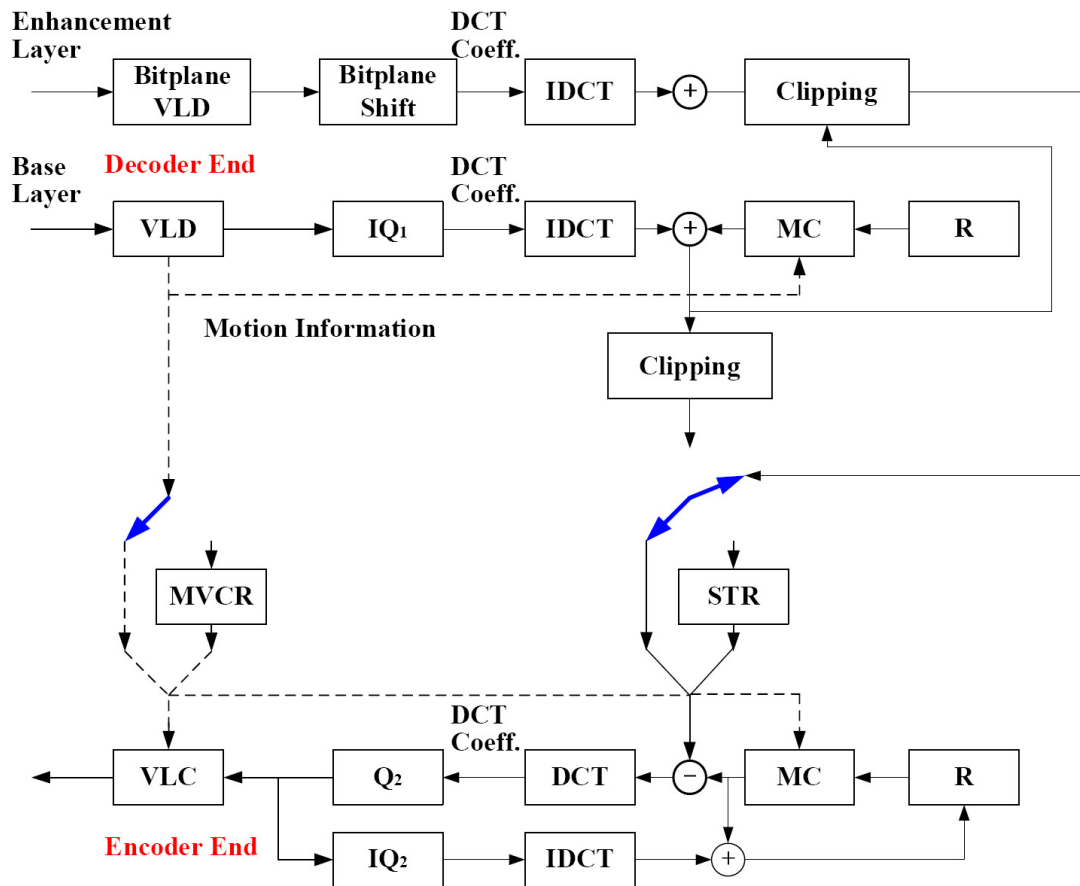 Enhancement
Layer
DCT
Coeff.
Bitplane
VLD
Bitplane
Shift
IDCT
+
Clipping
Base
Layer
Decoder End
DCT
Coeff.
VLD
IQ1
IDCT
+
MC
R
Motion Information
Clipping
MVCR
STR
DCT
Coeff.
VLC
Q2
DCT
−
MC
R
Encoder End
IQ2
IDCT
+